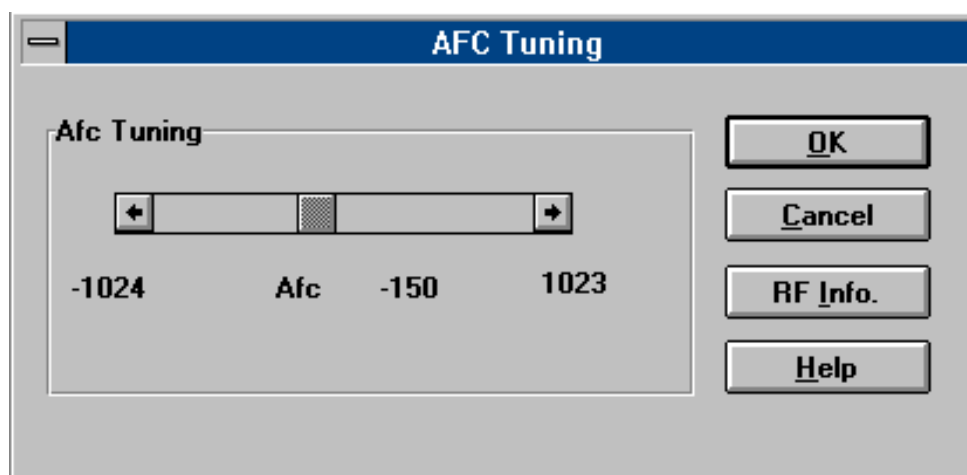 AFC Tuning
Afc Tuning
OK
Cancel
-1024 Afc -150 1023
RF Info.
Help